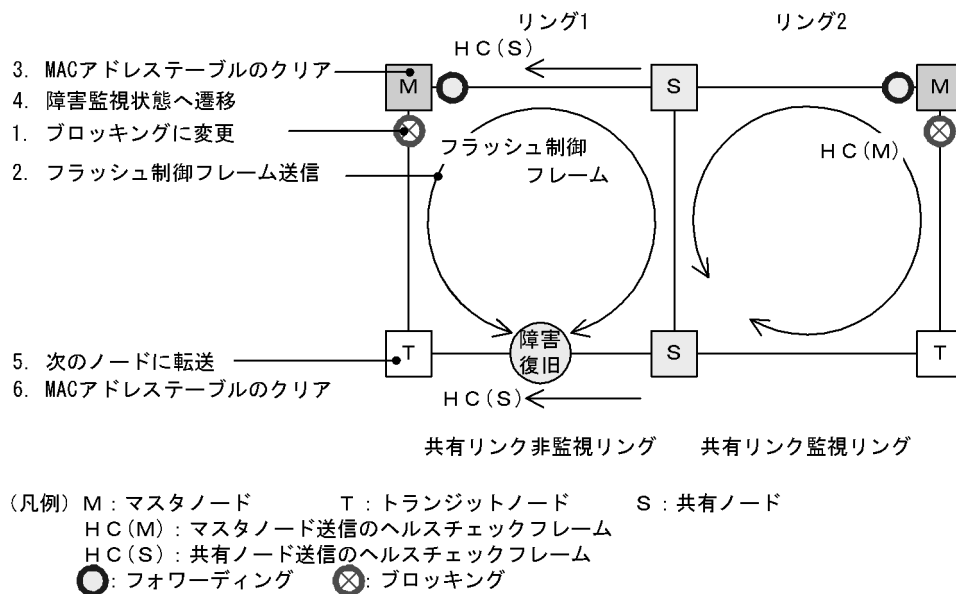 リング1
リング2
HC(S)
3. MACアドレステーブルのクリア
M
S
M
4. 障害監視状態へ遷移
1. ブロッキングに変更
フラッシュ制御
フレーム
HC(M)
2. フラッシュ制御フレーム送信
T
障害
復旧
S
T
5. 次のノードに転送
6. MACアドレステーブルのクリア
HC(S)
共有リンク非監視リング
共有リンク監視リング
(凡例) M：マスタノード T：トランジットノード S：共有ノード
HC(M)：マスタノード送信のヘルスチェックフレーム
HC(S)：共有ノード送信のヘルスチェックフレーム
：フォワーディング ：ブロッキング